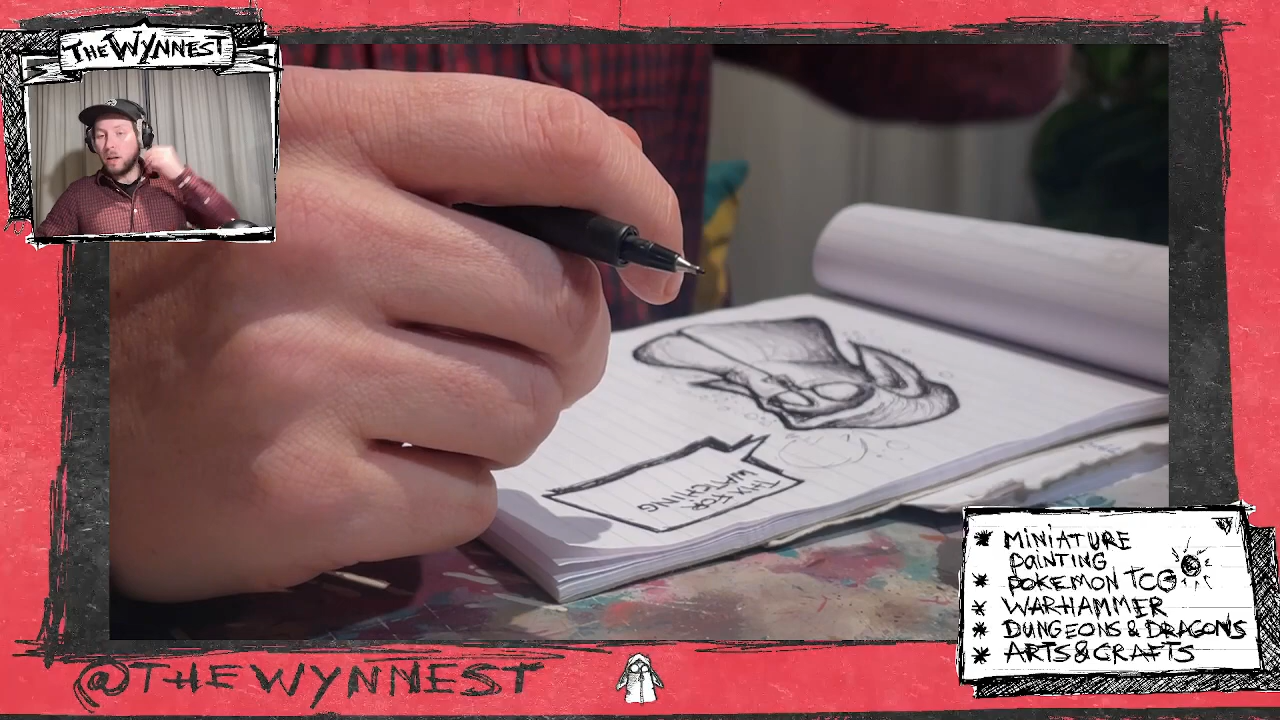 THEWYNNEST
THX FOR
WATCHING
* MINIATURE
PAINTING
* POKEMON TCG
* WARHAMMER
* DUNGEONS & DRAGONS
* ARTS & CRAFTS
@THEWYNNEST